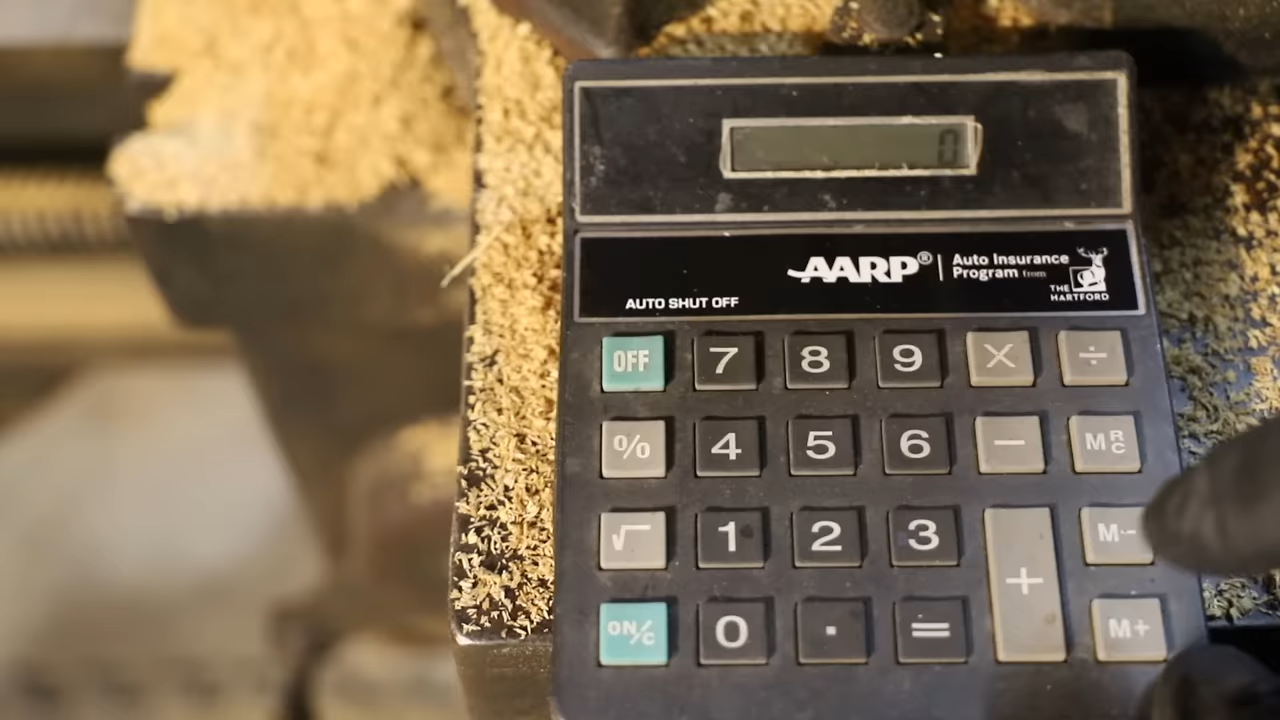 0
AARP® | Auto Insurance
Program from
THE
HARTFORD
AUTO SHUT OFF
OFF 7 8 9 X ÷
% 4 5 6 − MRC
√ 1 2 3 + M−
ON/C 0 . = M+